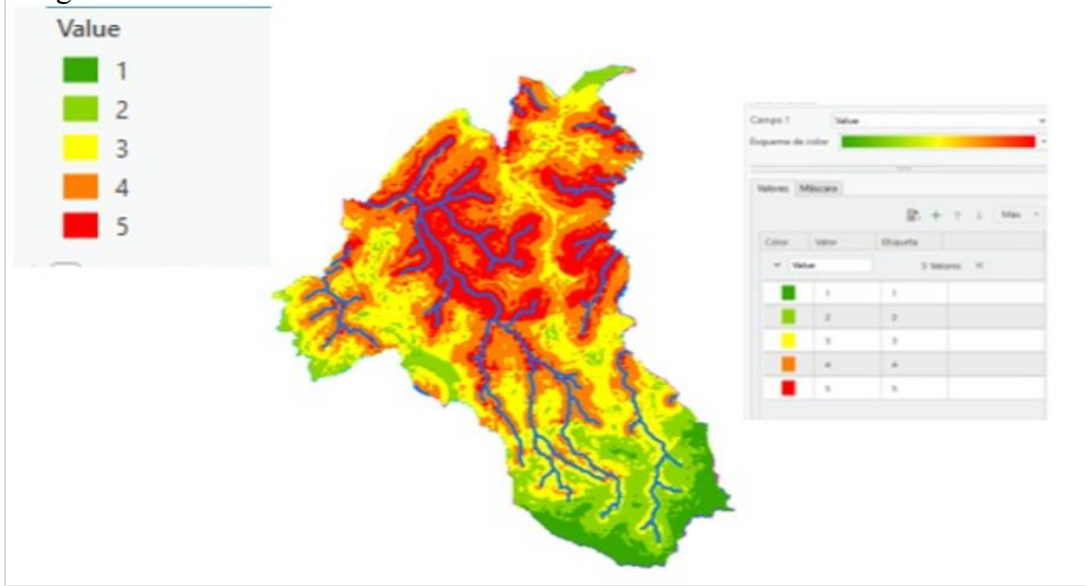 Value
1
2
3
4
5
Campo 1 Value
Esquema de color
Valores Máscara
Más
Color Valor Etiqueta
Value 5 Valores
1 1
2 2
3 3
4 4
5 5